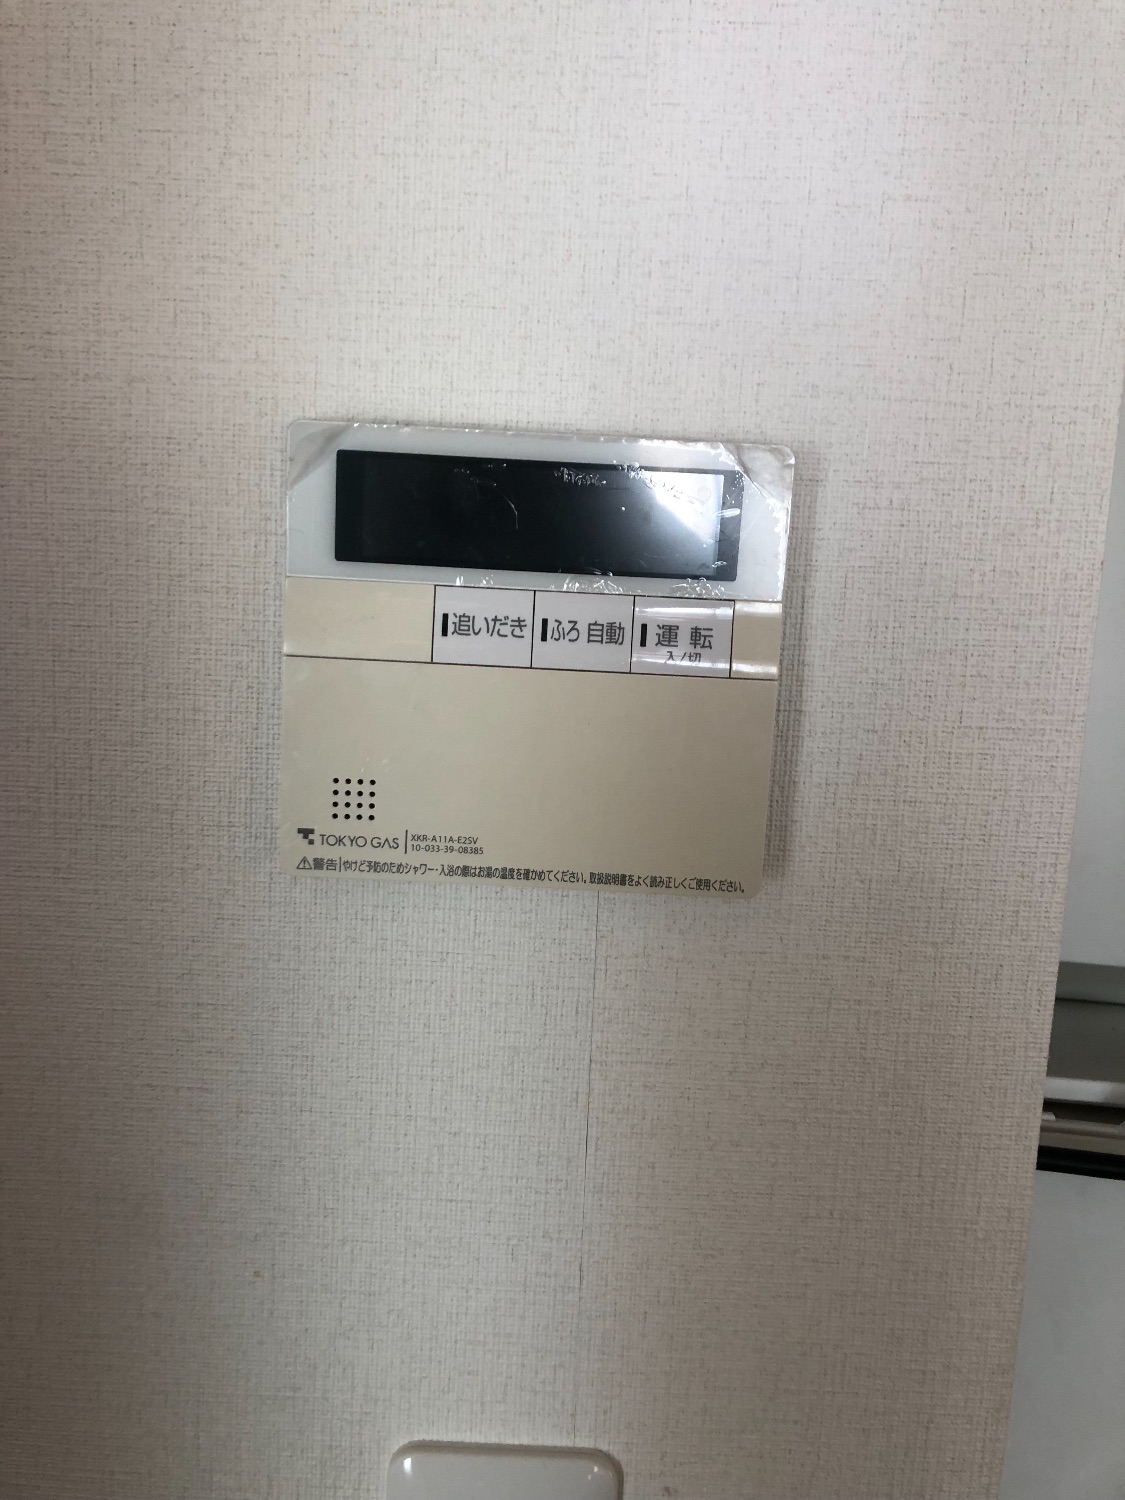 追いだき
ふろ 自動
運転
入/切
TOKYO GAS
XKR-A11A-E2SV
10-033-39-08385
警告 やけど予防のためシャワー・入浴の際はお湯の温度を確かめてください。取扱説明書をよく読み正しくご使用ください。